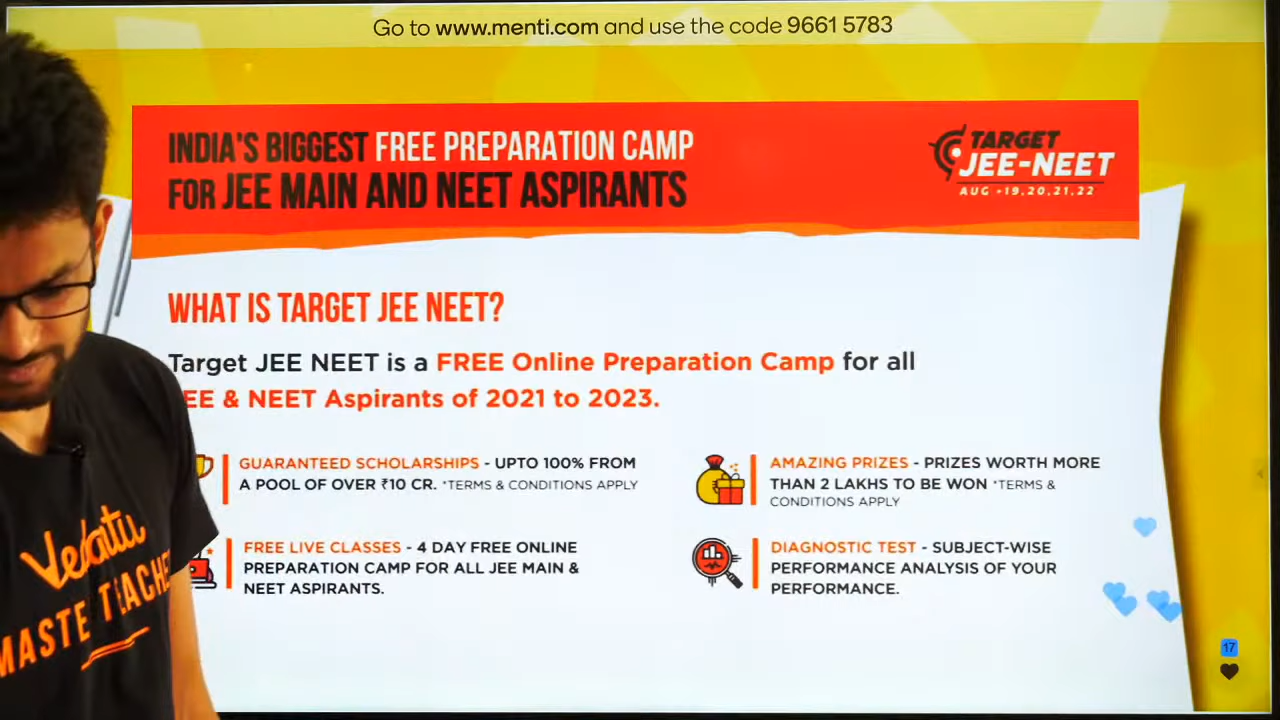 Go to www.menti.com and use the code 9661 5783
INDIA'S BIGGEST FREE PREPARATION CAMP
FOR JEE MAIN AND NEET ASPIRANTS
TARGET
JEE-NEET
AUG •19,20,21,22
WHAT IS TARGET JEE NEET?
Target JEE NEET is a FREE Online Preparation Camp for all
EE & NEET Aspirants of 2021 to 2023.
GUARANTEED SCHOLARSHIPS - UPTO 100% FROM
A POOL OF OVER ₹10 CR. *TERMS & CONDITIONS APPLY
AMAZING PRIZES - PRIZES WORTH MORE
THAN 2 LAKHS TO BE WON *TERMS &
CONDITIONS APPLY
FREE LIVE CLASSES - 4 DAY FREE ONLINE
PREPARATION CAMP FOR ALL JEE MAIN &
NEET ASPIRANTS.
DIAGNOSTIC TEST - SUBJECT-WISE
PERFORMANCE ANALYSIS OF YOUR
PERFORMANCE.
17
Vedantu
MASTE TEACHE